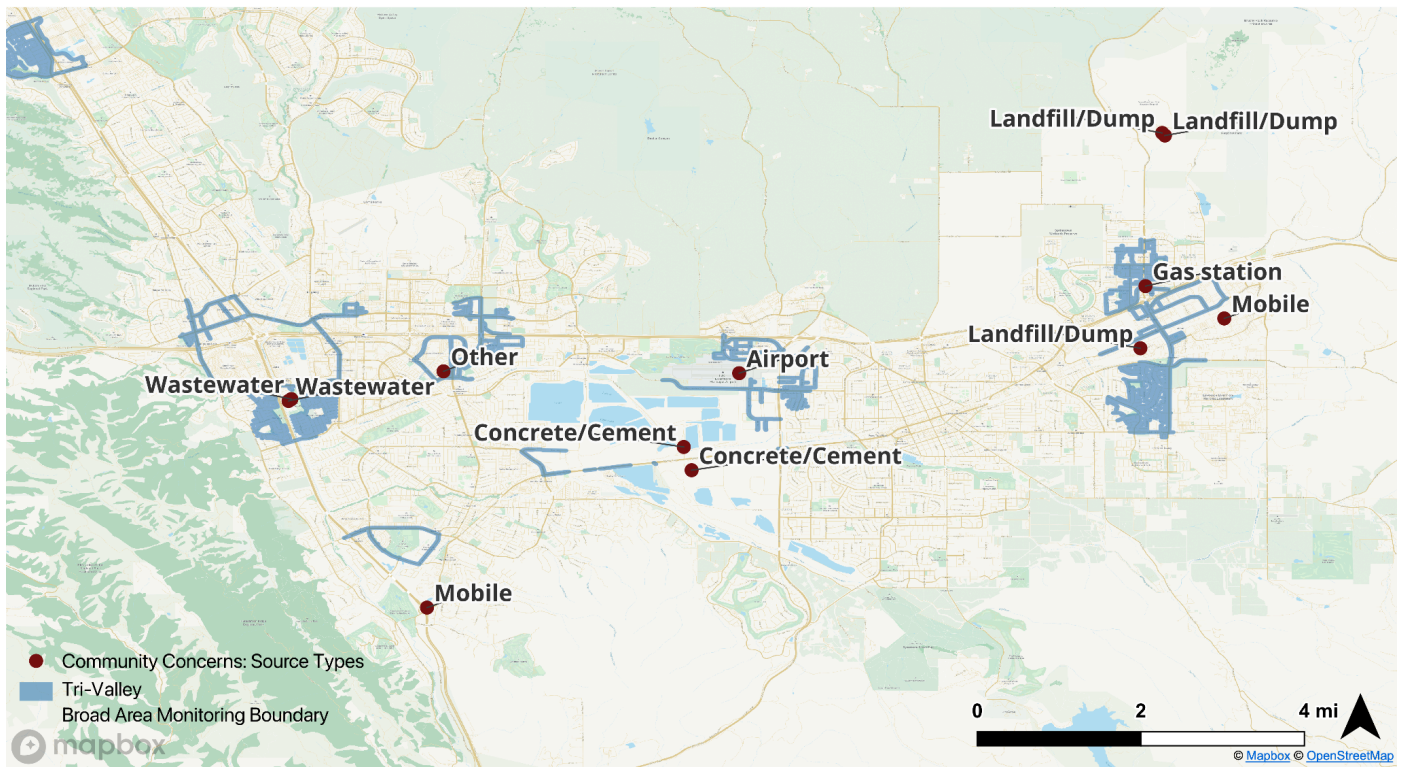 Landfill/Dump
Landfill/Dump
Gas station
Mobile
Landfill/Dump
Other
Airport
Wastewater
Wastewater
Concrete/Cement
Concrete/Cement
Mobile
Community Concerns: Source Types
Tri-Valley
Broad Area Monitoring Boundary
mapbox
0 2 4 mi
© Mapbox © OpenStreetMap